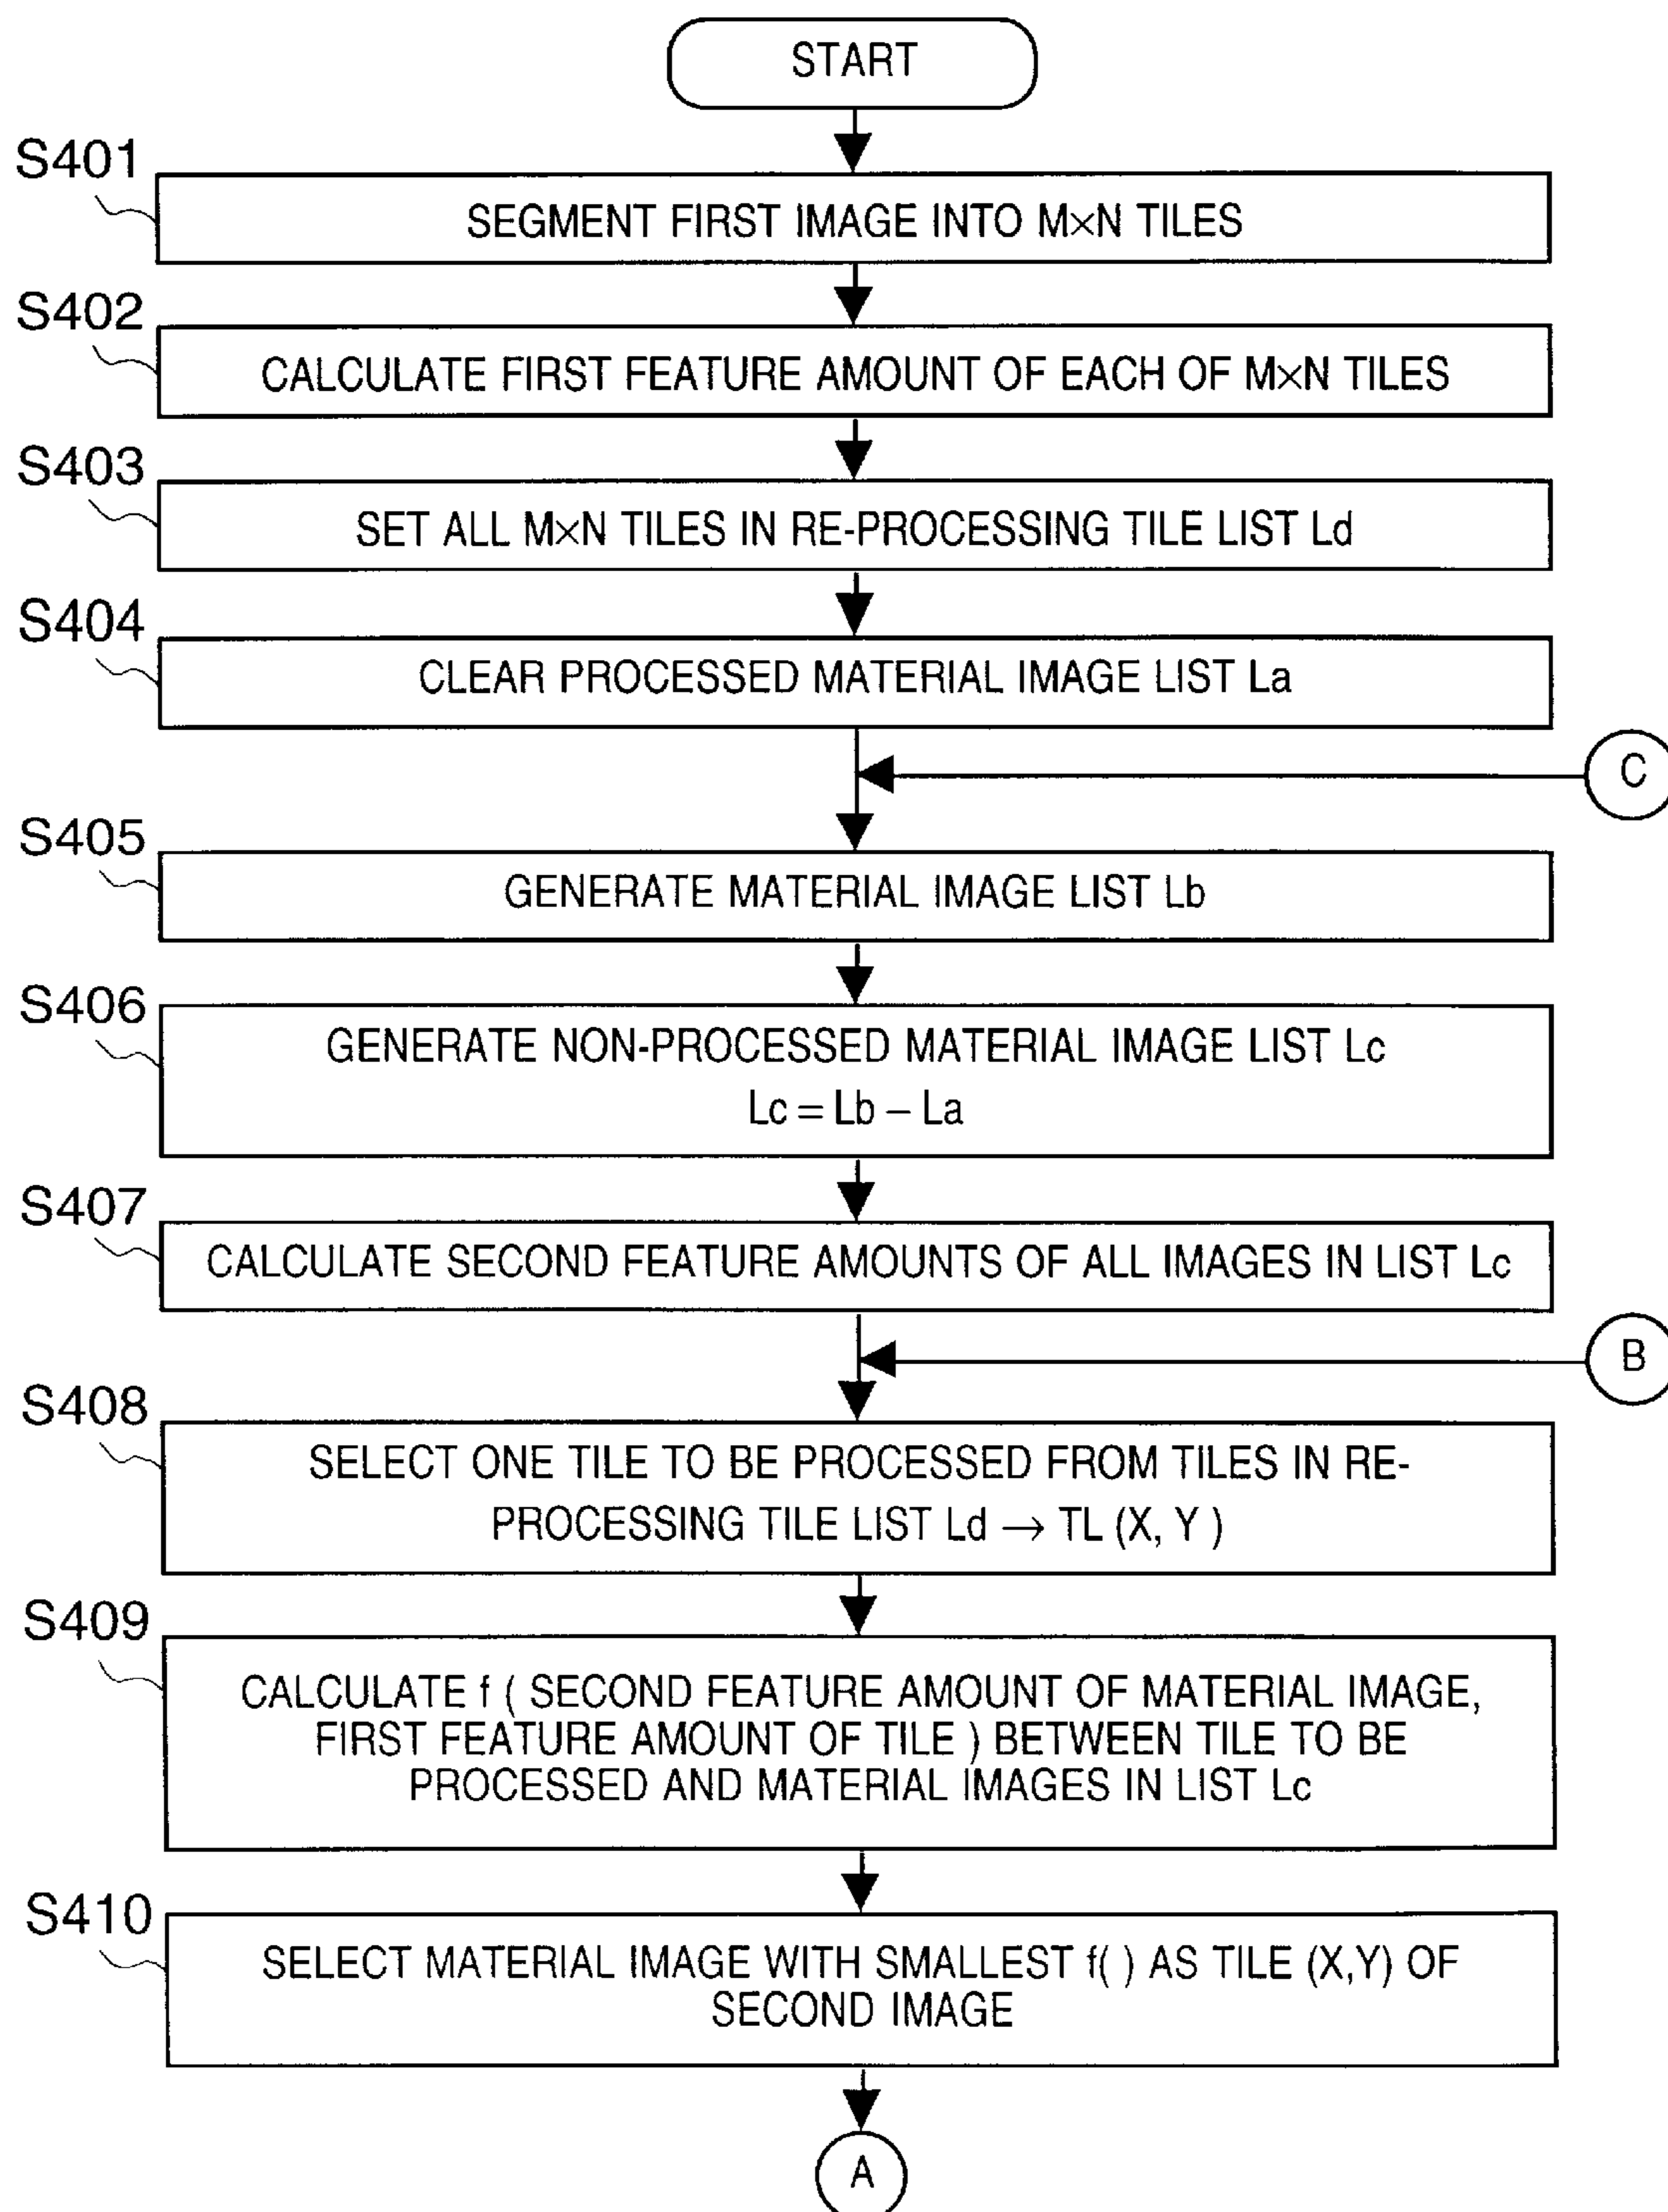 START
S401
SEGMENT FIRST IMAGE INTO M×N TILES
S402
CALCULATE FIRST FEATURE AMOUNT OF EACH OF M×N TILES
S403
SET ALL M×N TILES IN RE-PROCESSING TILE LIST Ld
S404
CLEAR PROCESSED MATERIAL IMAGE LIST La
C
S405
GENERATE MATERIAL IMAGE LIST Lb
S406
GENERATE NON-PROCESSED MATERIAL IMAGE LIST Lc
Lc = Lb – La
S407
CALCULATE SECOND FEATURE AMOUNTS OF ALL IMAGES IN LIST Lc
B
S408
SELECT ONE TILE TO BE PROCESSED FROM TILES IN RE-
PROCESSING TILE LIST Ld → TL (X, Y )
S409
CALCULATE f ( SECOND FEATURE AMOUNT OF MATERIAL IMAGE,
FIRST FEATURE AMOUNT OF TILE ) BETWEEN TILE TO BE
PROCESSED AND MATERIAL IMAGES IN LIST Lc
S410
SELECT MATERIAL IMAGE WITH SMALLEST f( ) AS TILE (X,Y) OF
SECOND IMAGE
A